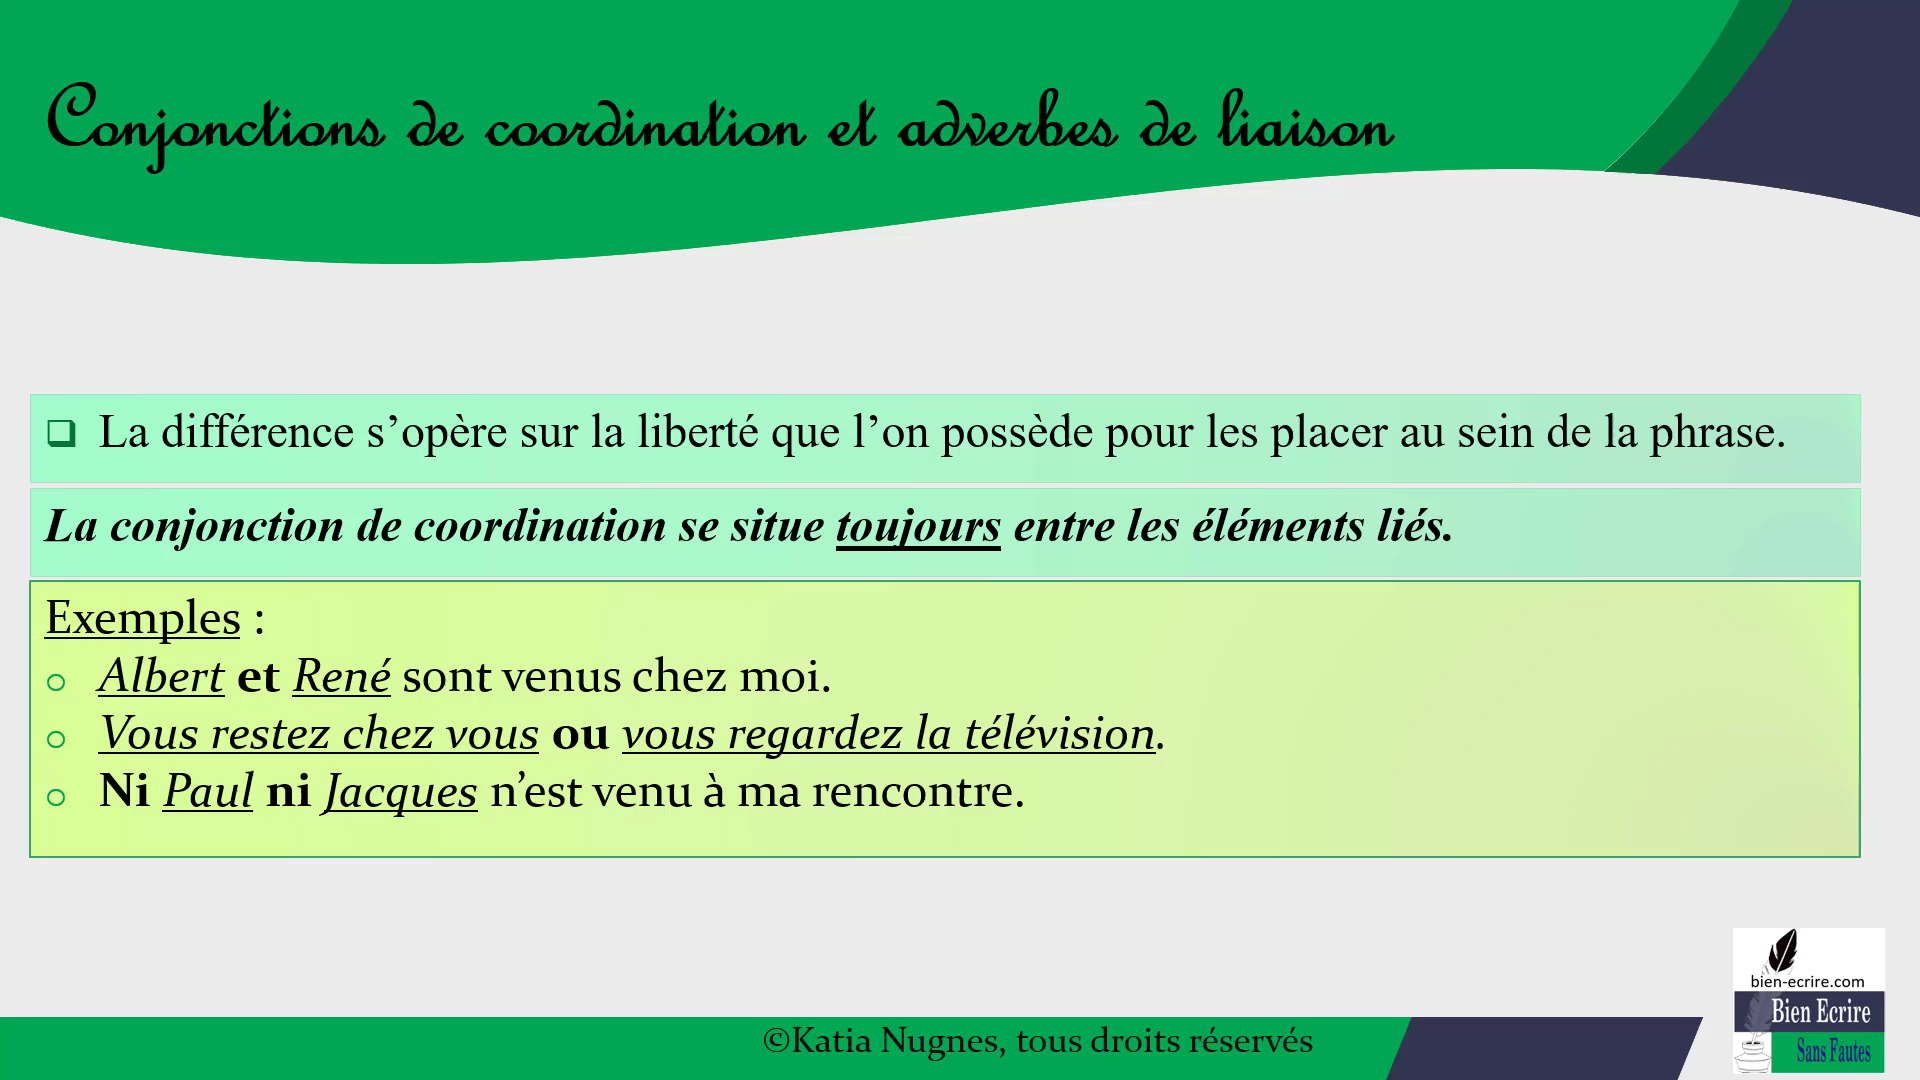 Conjonctions de coordination et adverbes de liaison
La différence s’opère sur la liberté que l’on possède pour les placer au sein de la phrase.
La conjonction de coordination se situe toujours entre les éléments liés.
Exemples :
Albert et René sont venus chez moi.
Vous restez chez vous ou vous regardez la télévision.
Ni Paul ni Jacques n’est venu à ma rencontre.
©Katia Nugnes, tous droits réservés
bien-ecrire.com
Bien Ecrire
Sans Fautes